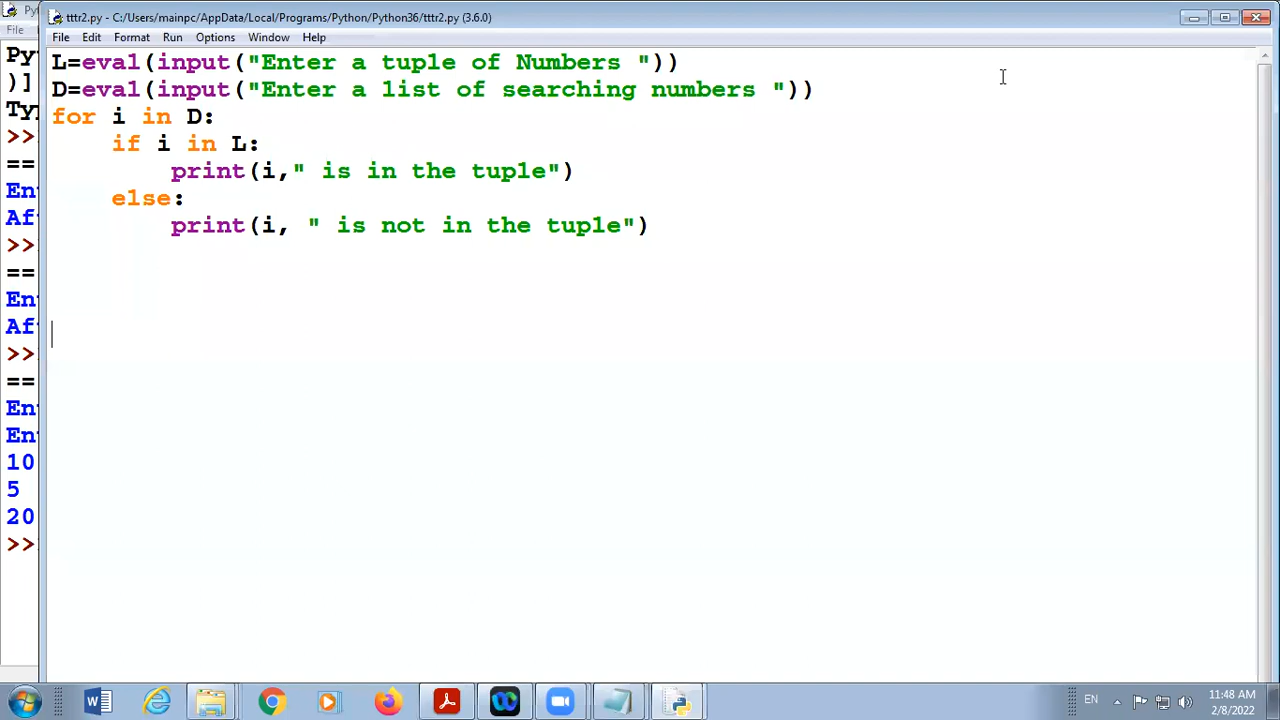 Py
File
tttr2.py - C:/Users/mainpc/AppData/Local/Programs/Python/Python36/tttr2.py (3.6.0)
File Edit Format Run Options Window Help
L=eval(input("Enter a tuple of Numbers "))
D=eval(input("Enter a list of searching numbers "))
for i in D:
if i in L:
print(i," is in the tuple")
else:
print(i, " is not in the tuple")
)]
>>
==
>>
==
>>
==
10
5
20
>>
EN
11:48 AM
2/8/2022